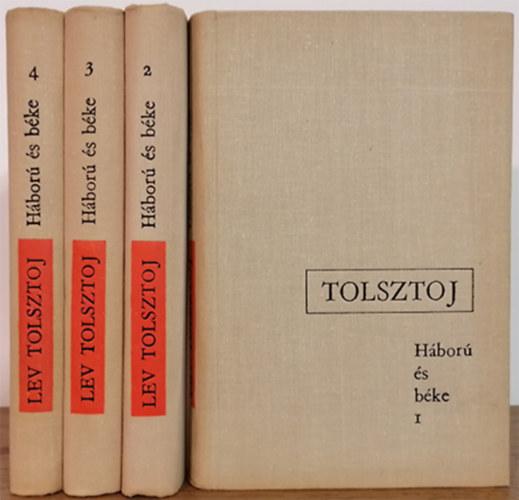 LEV TOLSZTOJ Háború és béke 4
LEV TOLSZTOJ Háború és béke 3
LEV TOLSZTOJ Háború és béke 2
TOLSZTOJ
Háború
és
béke
1